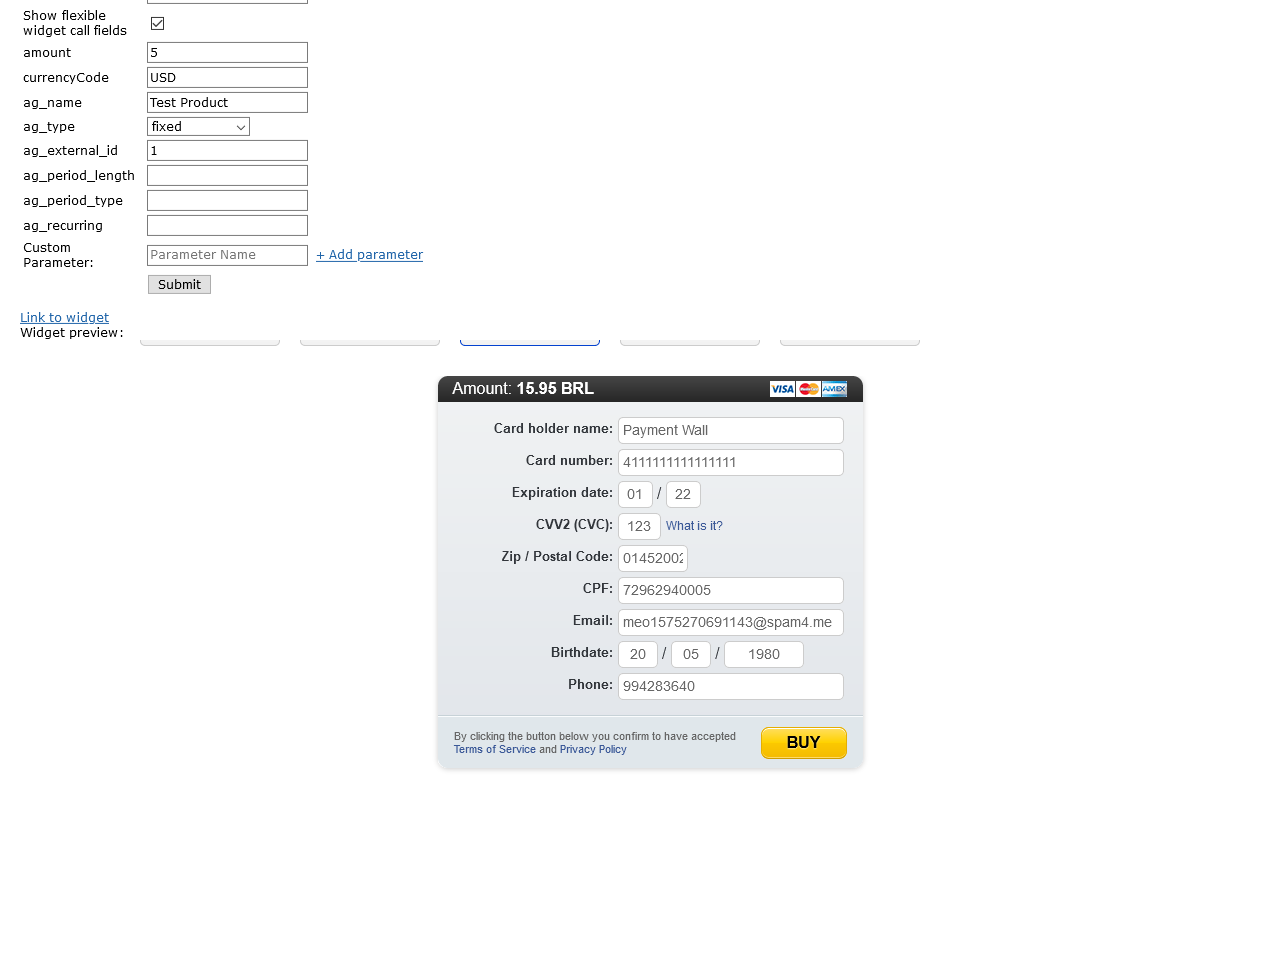 Show flexible
widget call fields
amount 5
currencyCode USD
ag_name Test Product
ag_type fixed
ag_external_id 1
ag_period_length
ag_period_type
ag_recurring
Custom
Parameter: Parameter Name + Add parameter
Submit
Link to widget
Widget preview:
Amount: 15.95 BRL VISA MasterCard AMEX
Card holder name: Payment Wall
Card number: 4111111111111111
Expiration date: 01 / 22
CVV2 (CVC): 123 What is it?
Zip / Postal Code: 01452002
CPF: 72962940005
Email: meo1575270691143@spam4.me
Birthdate: 20 / 05 / 1980
Phone: 994283640
By clicking the button below you confirm to have accepted
Terms of Service and Privacy Policy
BUY